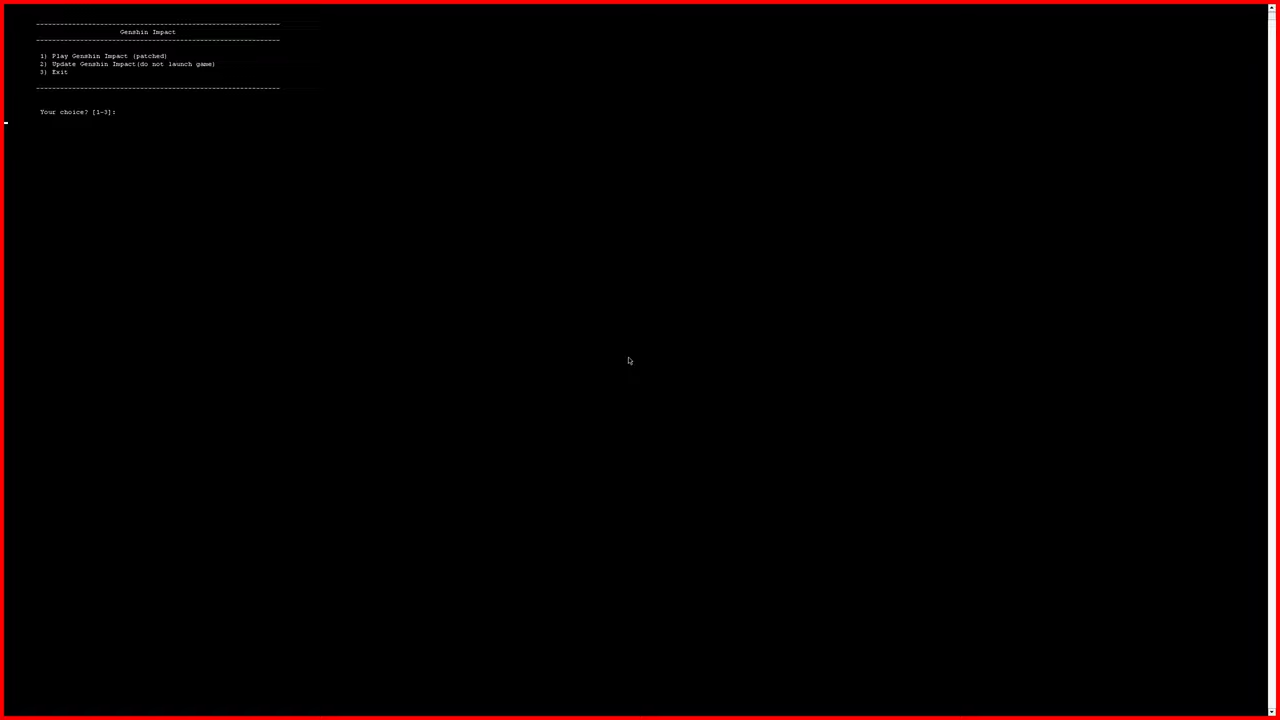 Genshin Impact
1) Play Genshin Impact (patched)
2) Update Genshin Impact(do not launch game)
3) Exit
Your choice? [1-3]: